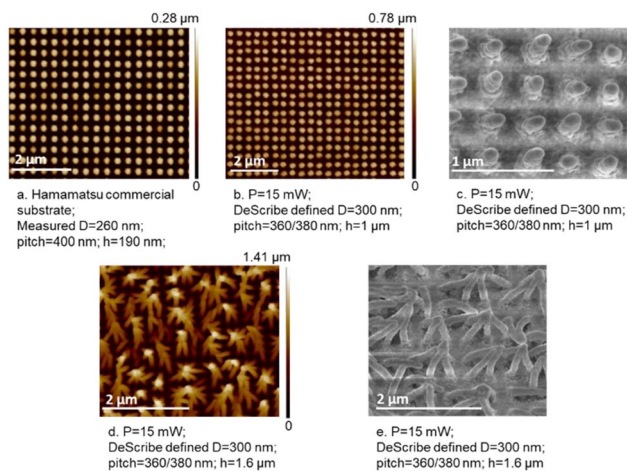 0.28 µm
0.78 µm
2 µm
0
2 µm
0
1 µm
a. Hamamatsu commercial
substrate;
Measured D=260 nm;
pitch=400 nm; h=190 nm;
b. P=15 mW;
DeScribe defined D=300 nm;
pitch=360/380 nm; h=1 µm
c. P=15 mW;
DeScribe defined D=300 nm;
pitch=360/380 nm; h=1 µm
1.41 µm
2 µm
0
2 µm
d. P=15 mW;
DeScribe defined D=300 nm;
pitch=360/380 nm; h=1.6 µm
e. P=15 mW;
DeScribe defined D=300 nm;
pitch=360/380 nm; h=1.6 µm